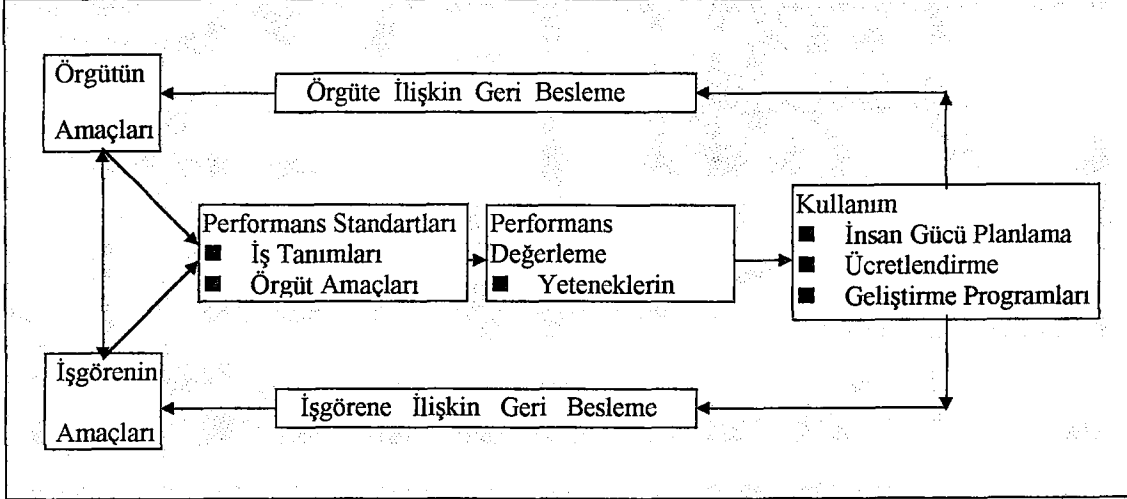 Örgütün
Amaçları
Örgüte İlişkin Geri Besleme
Performans Standartları
■ İş Tanımları
■ Örgüt Amaçları
Performans
Değerleme
■ Yeteneklerin
Kullanım
■ İnsan Gücü Planlama
■ Ücretlendirme
■ Geliştirme Programları
İşgörenin
Amaçları
İşgörene İlişkin Geri Besleme